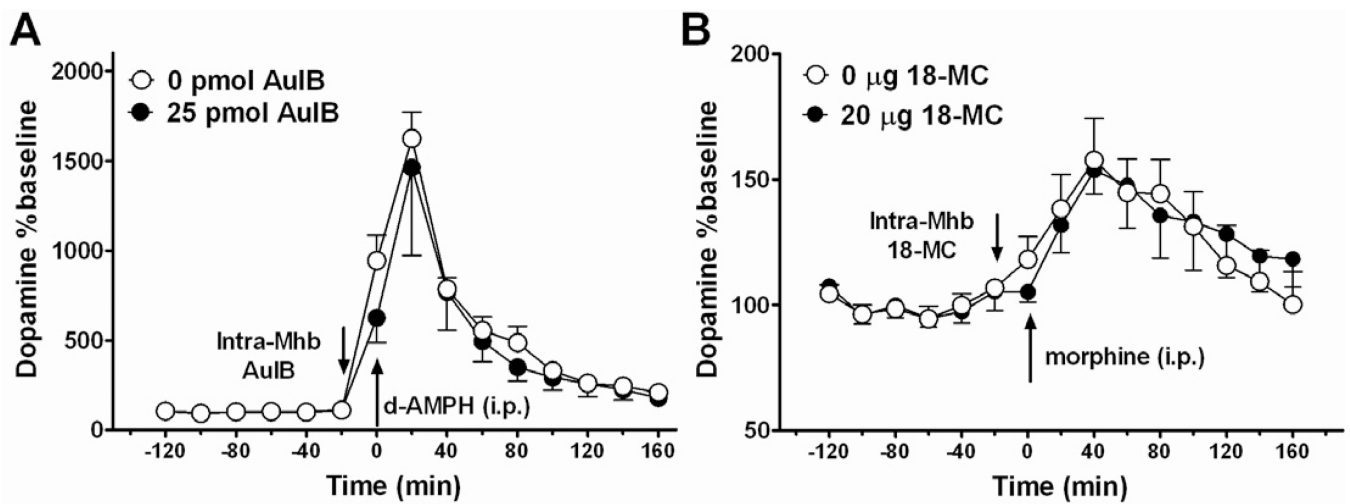 A
0 pmol AuIB
25 pmol AuIB
Dopamine %baseline
2000
1500
1000
500
0
Intra-Mhb
AuIB
d-AMPH (i.p.)
-120 -80 -40 0 40 80 120 160
Time (min)
B
0 μg 18-MC
20 μg 18-MC
Dopamine %baseline
200
150
100
50
Intra-Mhb
18-MC
morphine (i.p.)
-120 -80 -40 0 40 80 120 160
Time (min)